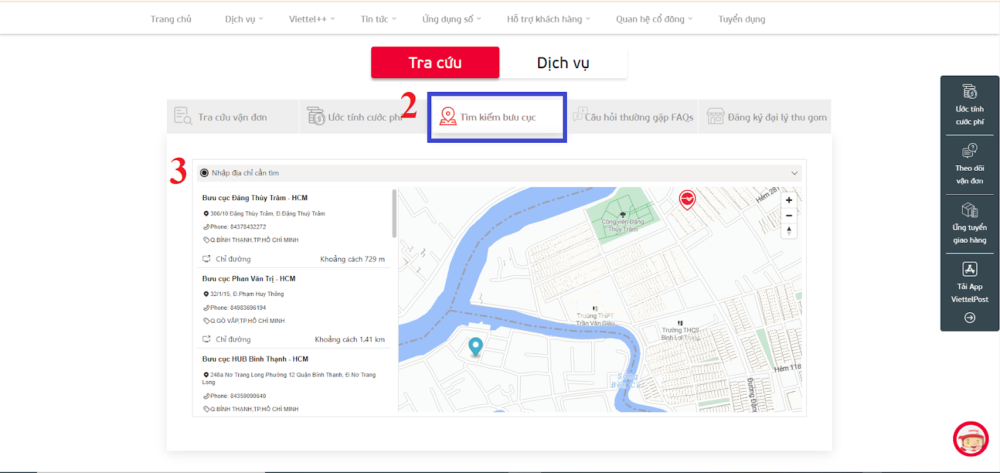 Trang chủ Dịch vụ Viettel++ Tin tức Ứng dụng số Hỗ trợ khách hàng Quan hệ cổ đông Tuyển dụng
Tra cứu Dịch vụ
Tra cứu vận đơn Ước tính cước phí 2 Tìm kiếm bưu cục Câu hỏi thường gặp FAQs Đăng ký đại lý thu gom
3 Nhập địa chỉ cần tìm
Bưu cục Đặng Thùy Trâm - HCM
300/10 Đặng Thùy Trâm, Đ.Đặng Thuỳ Trâm
Phone: 84378432272
Q.BÌNH THẠNH,TP.HỒ CHÍ MINH
Chỉ đường Khoảng cách 729 m
Bưu cục Phan Văn Trị - HCM
32/1/15, Đ.Phạm Huy Thông
Phone: 84983696194
Q.GÒ VẤP,TP.HỒ CHÍ MINH
Chỉ đường Khoảng cách 1.41 km
Bưu cục HUB Bình Thạnh - HCM
246a Nơ Trang Long Phường 12 Quận Bình Thạnh, Đ.Nơ Trang
Long
Phone: 84359090640
Q.BÌNH THẠNH,TP.HỒ CHÍ MINH
Công viên Đặng
Thùy Trâm
Trường THPT
Trần Văn Giàu
Trường THCS
Bình Lợi Trung
Hẻm 118
Ước tính
cước phí
Theo dõi
vận đơn
Ứng tuyển
giao hàng
Tải App
ViettelPost